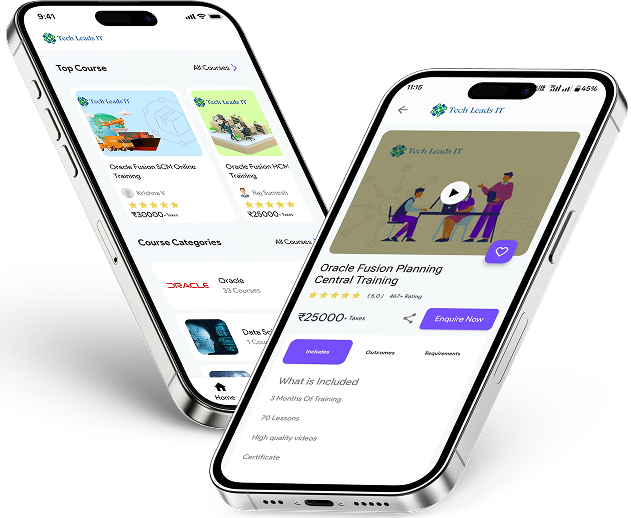 9:41
Tech Leads IT
Top Course
All Courses
Tech Leads IT
Tech Leads IT
Oracle Fusion SCM Online
Training
Oracle Fusion HCM
Training
Krishna V
Raj Sumesh
₹30000+ Taxes
₹25000+ Taxes
Course Categories
All Courses
ORACLE
Oracle
33 Courses
Data Sci
1 Cou
Home
11:15
45%
Tech Leads IT
Tech Leads IT
Oracle Fusion Planning
Central Training
( 5.0 ) 467+ Rating
₹25000+ Taxes
Enquire Now
Includes
Outcomes
Requirements
What is Included
3 Months Of Training
70 Lessons
High quality videos
Certificate